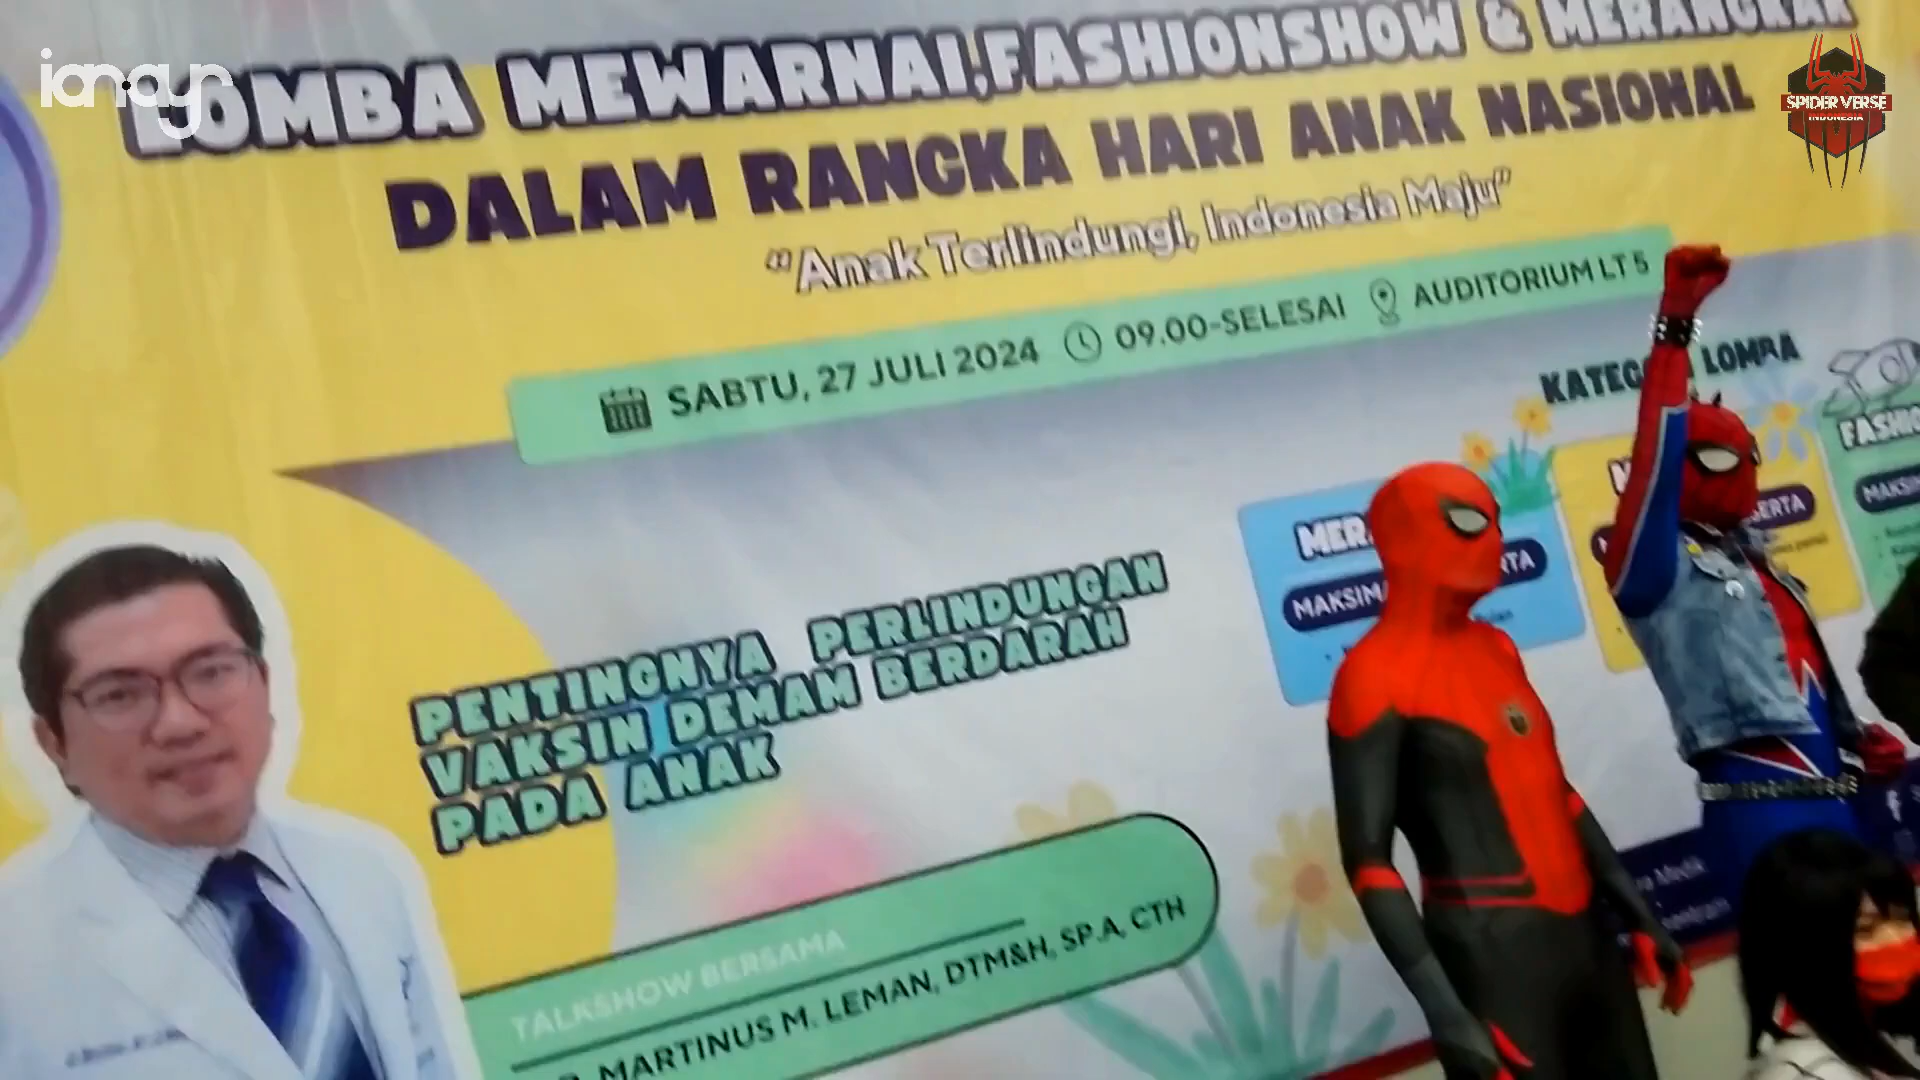 ianayr
SPIDER VERSE
INDONESIA
LOMBA MEWARNAI,FASHIONSHOW & MERANGKAK
DALAM RANGKA HARI ANAK NASIONAL
"Anak Terlindungi, Indonesia Maju"
SABTU, 27 JULI 2024 09.00-SELESAI AUDITORIUM LT 5
LOMBA
PENTINGNYA PERLINDUNGAN
VAKSIN DEMAM BERDARAH
PADA ANAK
TALKSHOW BERSAMA
MARTINUS M. LEMAN, DTM&H, SP.A, CTH